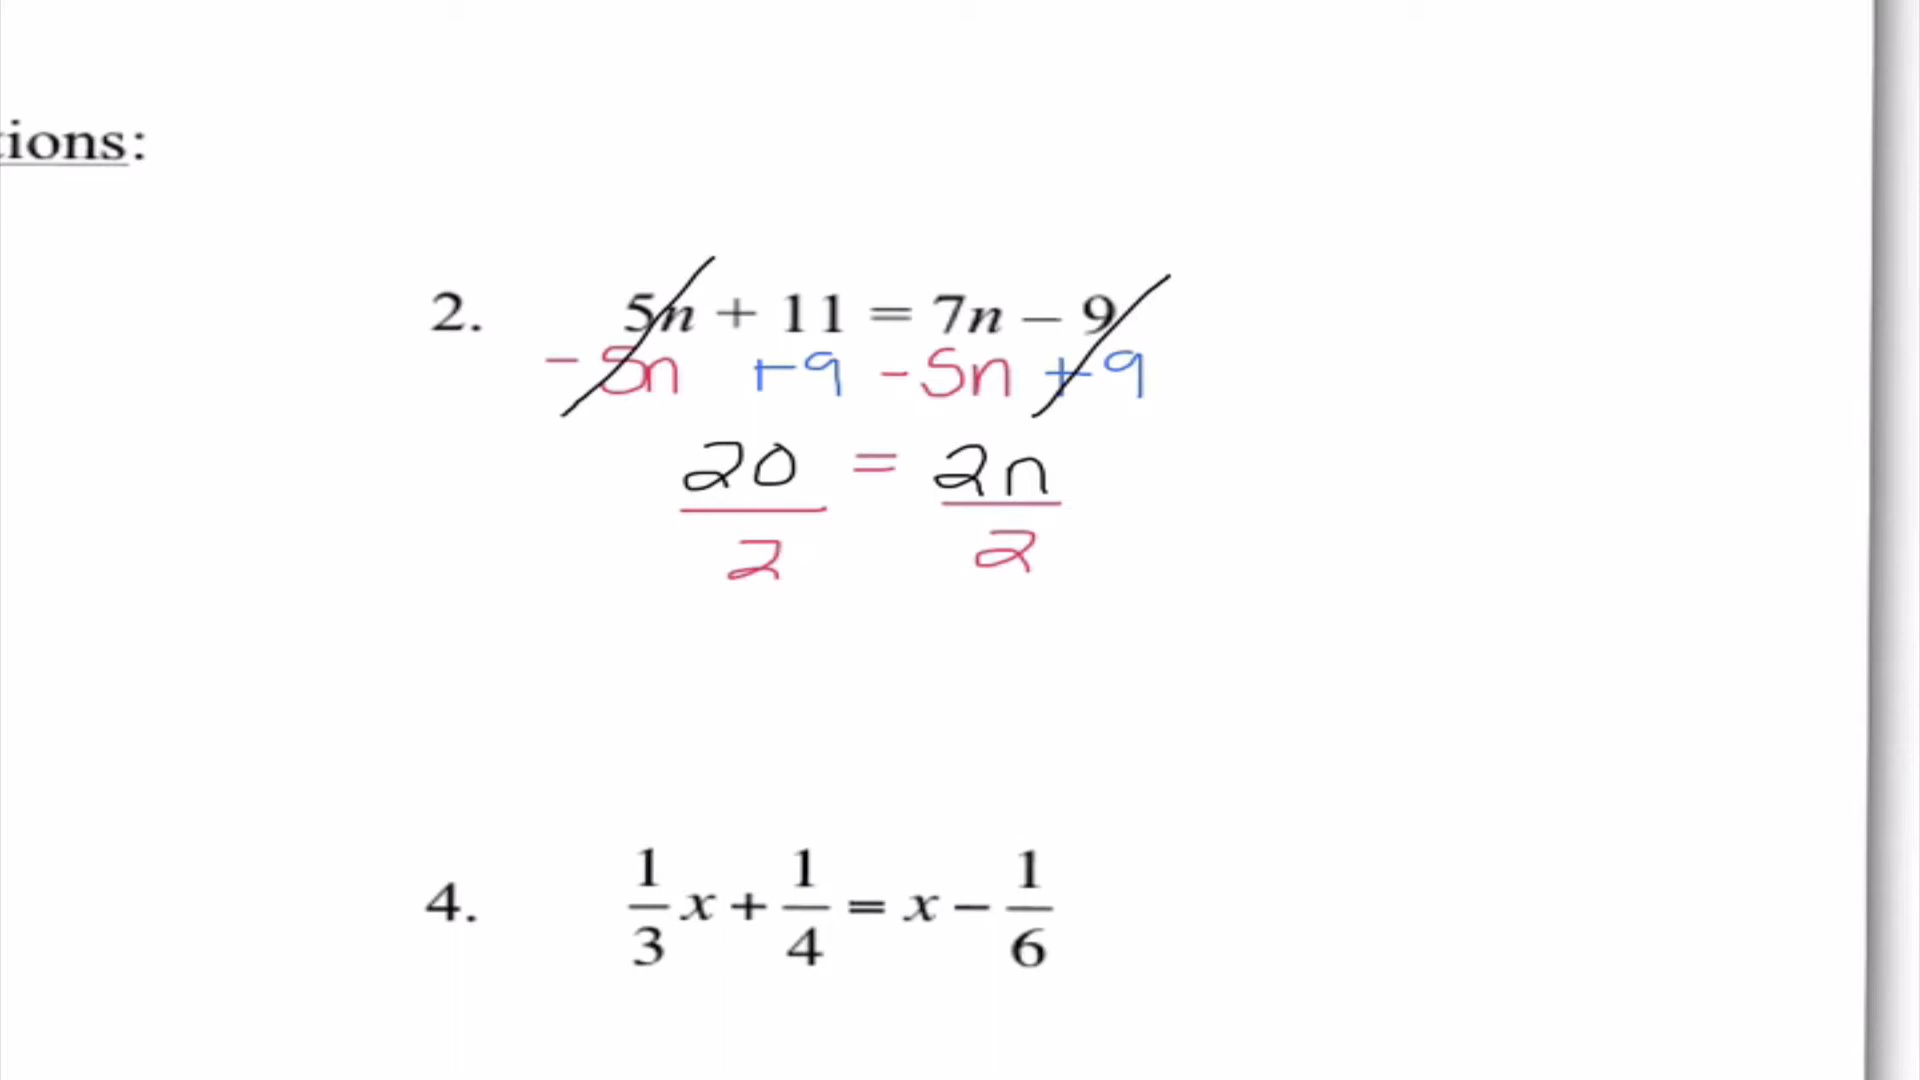 tions:
2. 5n + 11 = 7n – 9
- 5n +9 - 5n +9
20 = 2n
2 2
4. 1/3 x + 1/4 = x – 1/6